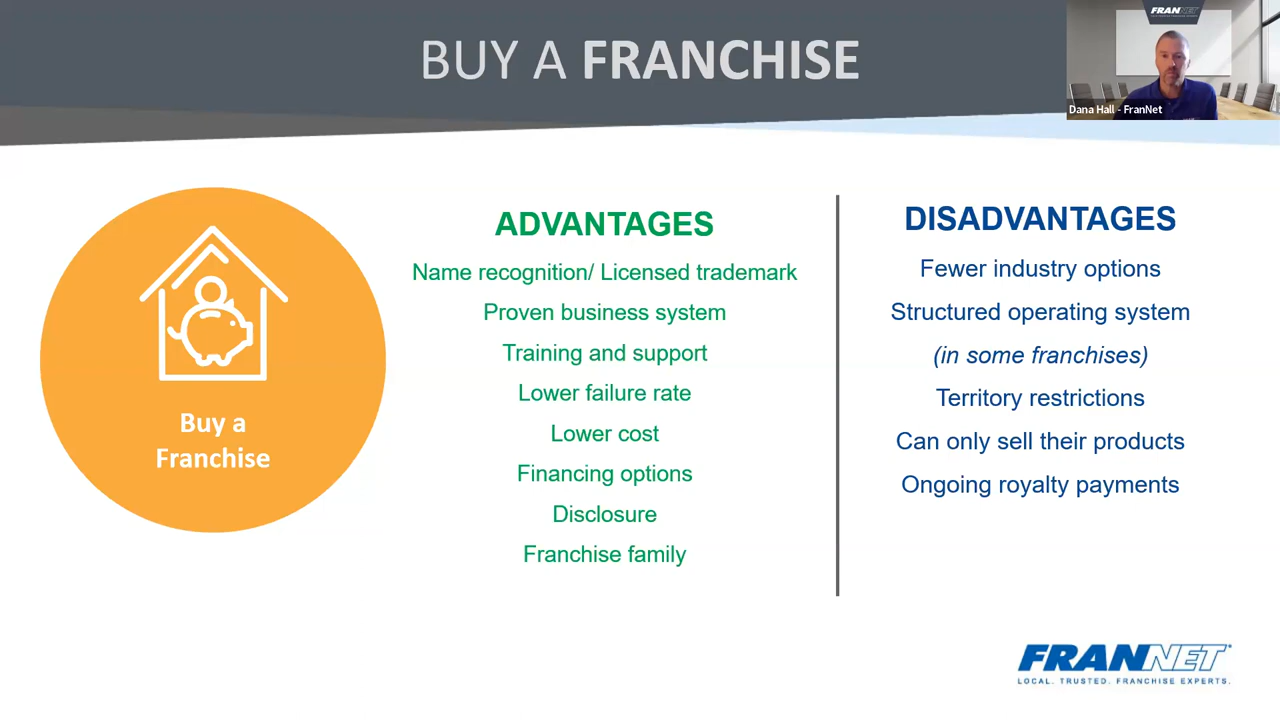 BUY A FRANCHISE
FRANNET
Dana Hall - FranNet
Buy a
Franchise
ADVANTAGES
Name recognition/ Licensed trademark
Proven business system
Training and support
Lower failure rate
Lower cost
Financing options
Disclosure
Franchise family
DISADVANTAGES
Fewer industry options
Structured operating system
(in some franchises)
Territory restrictions
Can only sell their products
Ongoing royalty payments
FRANNET
LOCAL. TRUSTED. FRANCHISE EXPERTS.